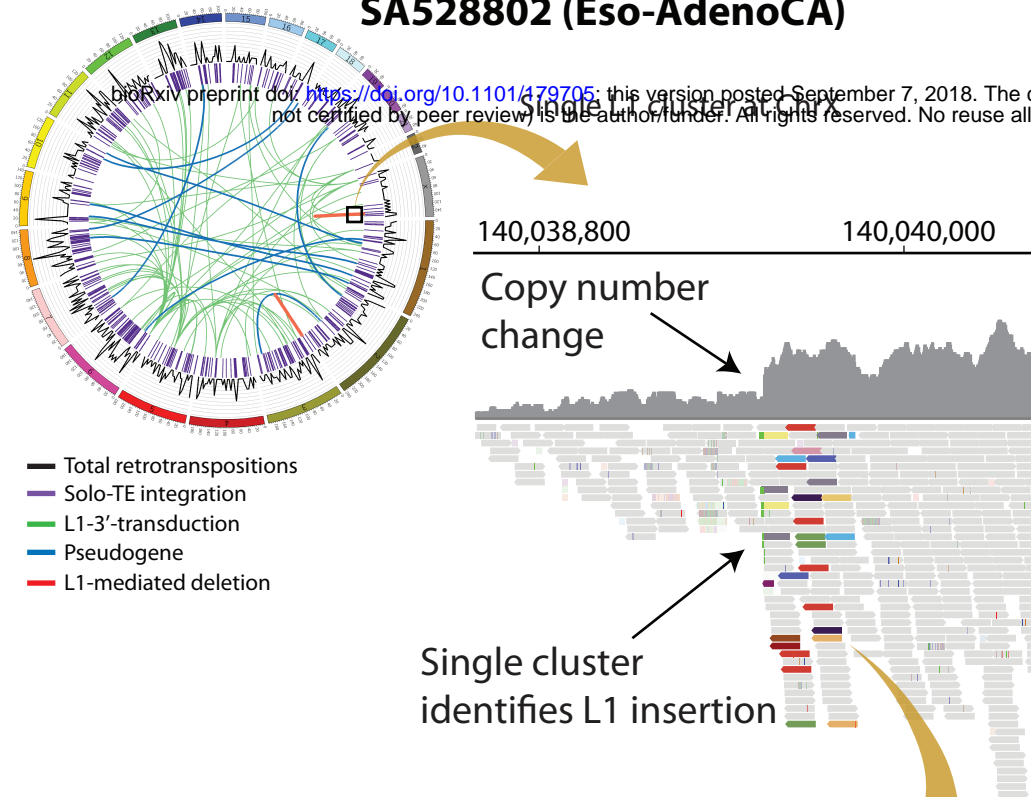 SA528802 (Eso-AdenoCA)
bioRxiv preprint doi: https://doi.org/10.1101/179705; this version posted September 7, 2018. The c
Single L1 cluster at ChrX
not certified by peer review) is the author/funder. All rights reserved. No reuse all
140,038,800 140,040,000
Copy number
change
Total retrotranspositions
Solo-TE integration
L1-3’-transduction
Pseudogene
L1-mediated deletion
Single cluster
identifies L1 insertion